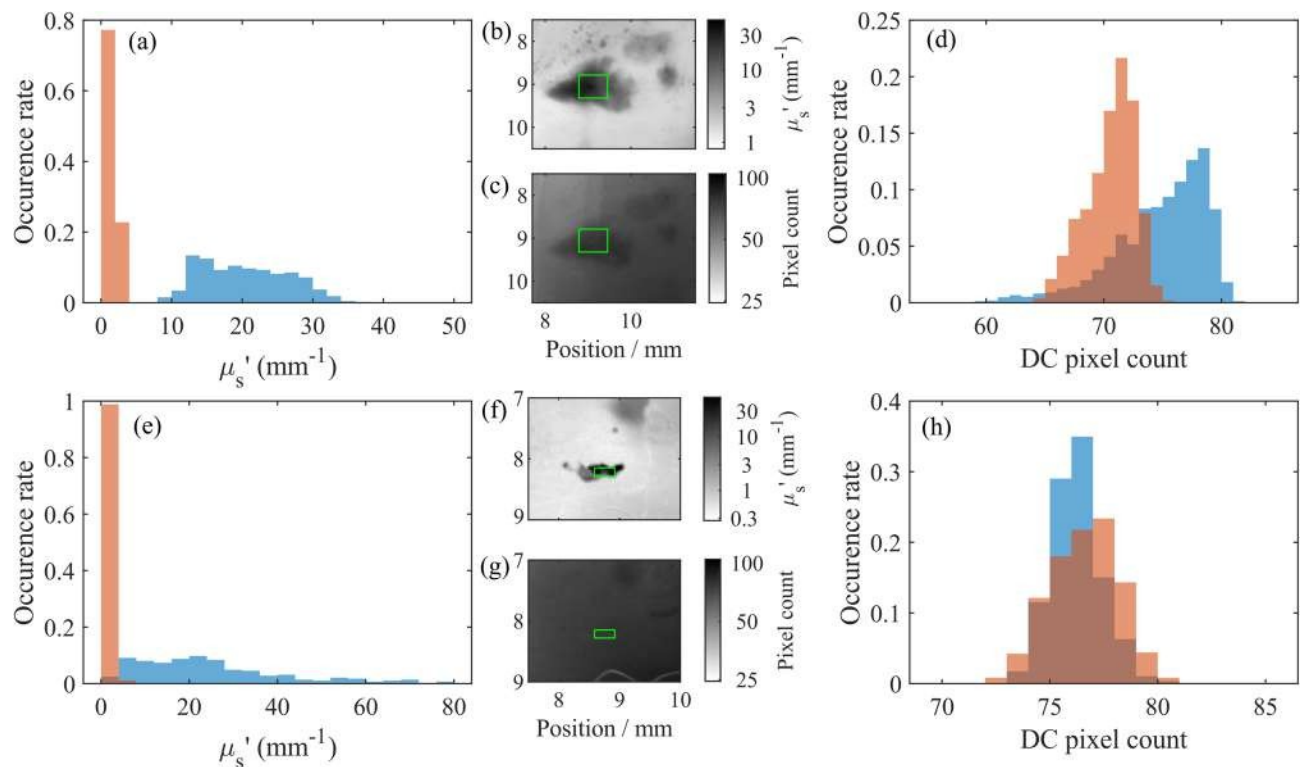 (a)
Occurence rate
0.8
0.6
0.4
0.2
0
0 10 20 30 40 50
μs' (mm-1)
(b)
8
9
10
30
10
3
1
μs' (mm-1)
(c)
8
9
10
8 10
Position / mm
100
50
25
Pixel count
(d)
Occurence rate
0.25
0.2
0.15
0.1
0.05
0
60 70 80
DC pixel count
(e)
Occurence rate
1
0.8
0.6
0.4
0.2
0
0 20 40 60 80
μs' (mm-1)
(f)
7
8
9
30
10
3
1
0.3
μs' (mm-1)
(g)
7
8
9
8 9 10
Position / mm
100
50
25
Pixel count
(h)
Occurence rate
0.4
0.3
0.2
0.1
0
70 75 80 85
DC pixel count